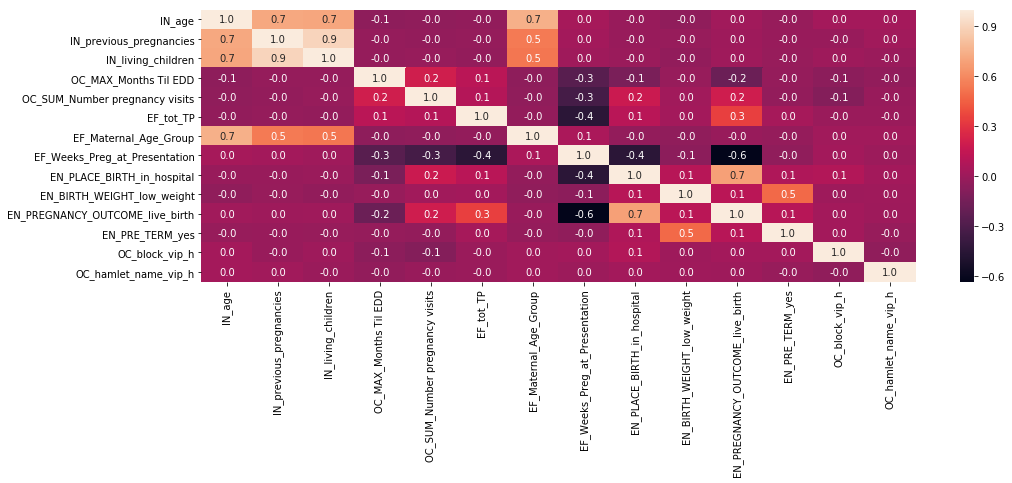 IN_age 1.0 0.7 0.7 -0.1 -0.0 -0.0 0.7 0.0 0.0 -0.0 0.0 -0.0 0.0 0.0
IN_previous_pregnancies 0.7 1.0 0.9 -0.0 -0.0 -0.0 0.5 0.0 0.0 -0.0 0.0 -0.0 -0.0 0.0
IN_living_children 0.7 0.9 1.0 -0.0 -0.0 -0.0 0.5 0.0 0.0 -0.0 0.0 -0.0 0.0 0.0
OC_MAX_Months Til EDD -0.1 -0.0 -0.0 1.0 0.2 0.1 -0.0 -0.3 -0.1 -0.0 -0.2 -0.0 -0.1 -0.0
OC_SUM_Number pregnancy visits -0.0 -0.0 -0.0 0.2 1.0 0.1 -0.0 -0.3 0.2 0.0 0.2 -0.0 -0.1 -0.0
EF_tot_TP -0.0 -0.0 -0.0 0.1 0.1 1.0 -0.0 -0.4 0.1 0.0 0.3 0.0 -0.0 -0.0
EF_Maternal_Age_Group 0.7 0.5 0.5 -0.0 -0.0 -0.0 1.0 0.1 -0.0 -0.0 -0.0 -0.0 0.0 0.0
EF_Weeks_Preg_at_Presentation 0.0 0.0 0.0 -0.3 -0.3 -0.4 0.1 1.0 -0.4 -0.1 -0.6 -0.0 0.0 0.0
EN_PLACE_BIRTH_in_hospital 0.0 0.0 0.0 -0.1 0.2 0.1 -0.0 -0.4 1.0 0.1 0.7 0.1 0.1 0.0
EN_BIRTH_WEIGHT_low_weight -0.0 -0.0 -0.0 -0.0 0.0 0.0 -0.0 -0.1 0.1 1.0 0.1 0.5 0.0 0.0
EN_PREGNANCY_OUTCOME_live_birth 0.0 0.0 0.0 -0.2 0.2 0.3 -0.0 -0.6 0.7 0.1 1.0 0.1 0.0 0.0
EN_PRE_TERM_yes -0.0 -0.0 -0.0 -0.0 -0.0 0.0 -0.0 -0.0 0.1 0.5 0.1 1.0 0.0 -0.0
OC_block_vip_h 0.0 -0.0 0.0 -0.1 -0.1 -0.0 0.0 0.0 0.1 0.0 0.0 0.0 1.0 -0.0
OC_hamlet_name_vip_h 0.0 0.0 0.0 -0.0 -0.0 -0.0 0.0 0.0 0.0 0.0 0.0 -0.0 -0.0 1.0
IN_age
IN_previous_pregnancies
IN_living_children
OC_MAX_Months Til EDD
OC_SUM_Number pregnancy visits
EF_tot_TP
EF_Maternal_Age_Group
EF_Weeks_Preg_at_Presentation
EN_PLACE_BIRTH_in_hospital
EN_BIRTH_WEIGHT_low_weight
EN_PREGNANCY_OUTCOME_live_birth
EN_PRE_TERM_yes
OC_block_vip_h
OC_hamlet_name_vip_h
0.9
0.6
0.3
0.0
−0.3
−0.6